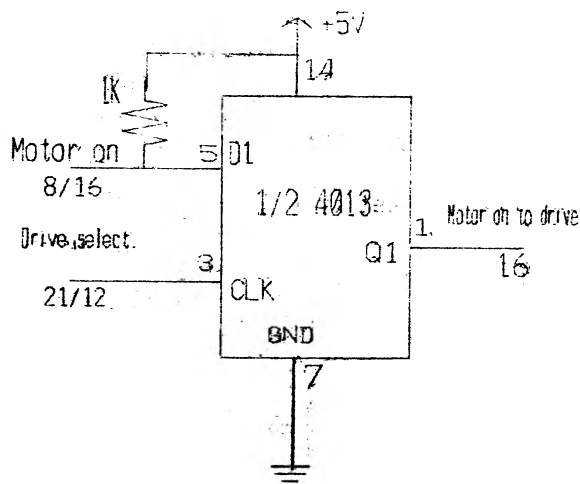 +5V
14
1K
Motor on
5 D1
8/16
1/2 4013
Drive select
1
Motor on to drive
3
Q1
16
21/12
CLK
GND
7